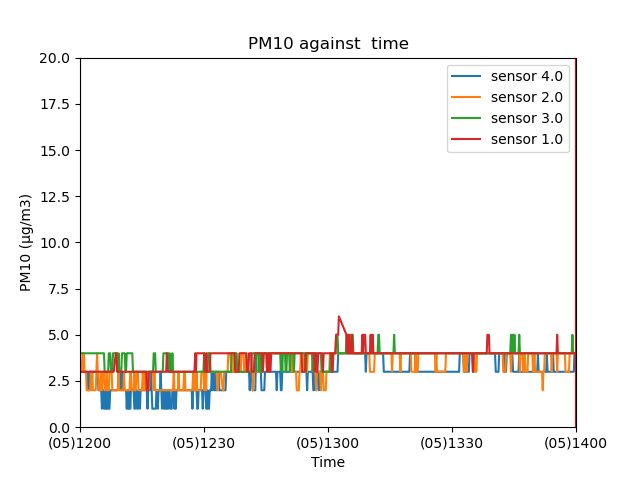 PM10 against  time
20.0
17.5
15.0
12.5
10.0
7.5
5.0
2.5
0.0
PM10 (µg/m3)
sensor 4.0
sensor 2.0
sensor 3.0
sensor 1.0
(05)1200 (05)1230 (05)1300 (05)1330 (05)1400
Time